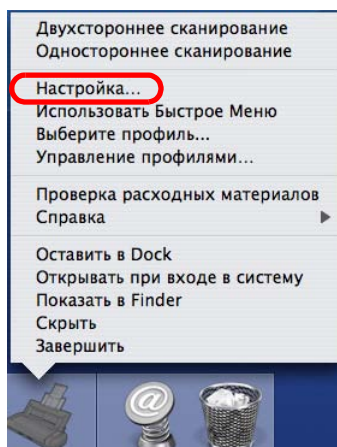 Двухстороннее сканирование
Одностороннее сканирование
Настройка...
Использовать Быстрое Меню
Выберите профиль...
Управление профилями...
Проверка расходных материалов
Справка
Оставить в Dock
Открывать при входе в систему
Показать в Finder
Скрыть
Завершить
@